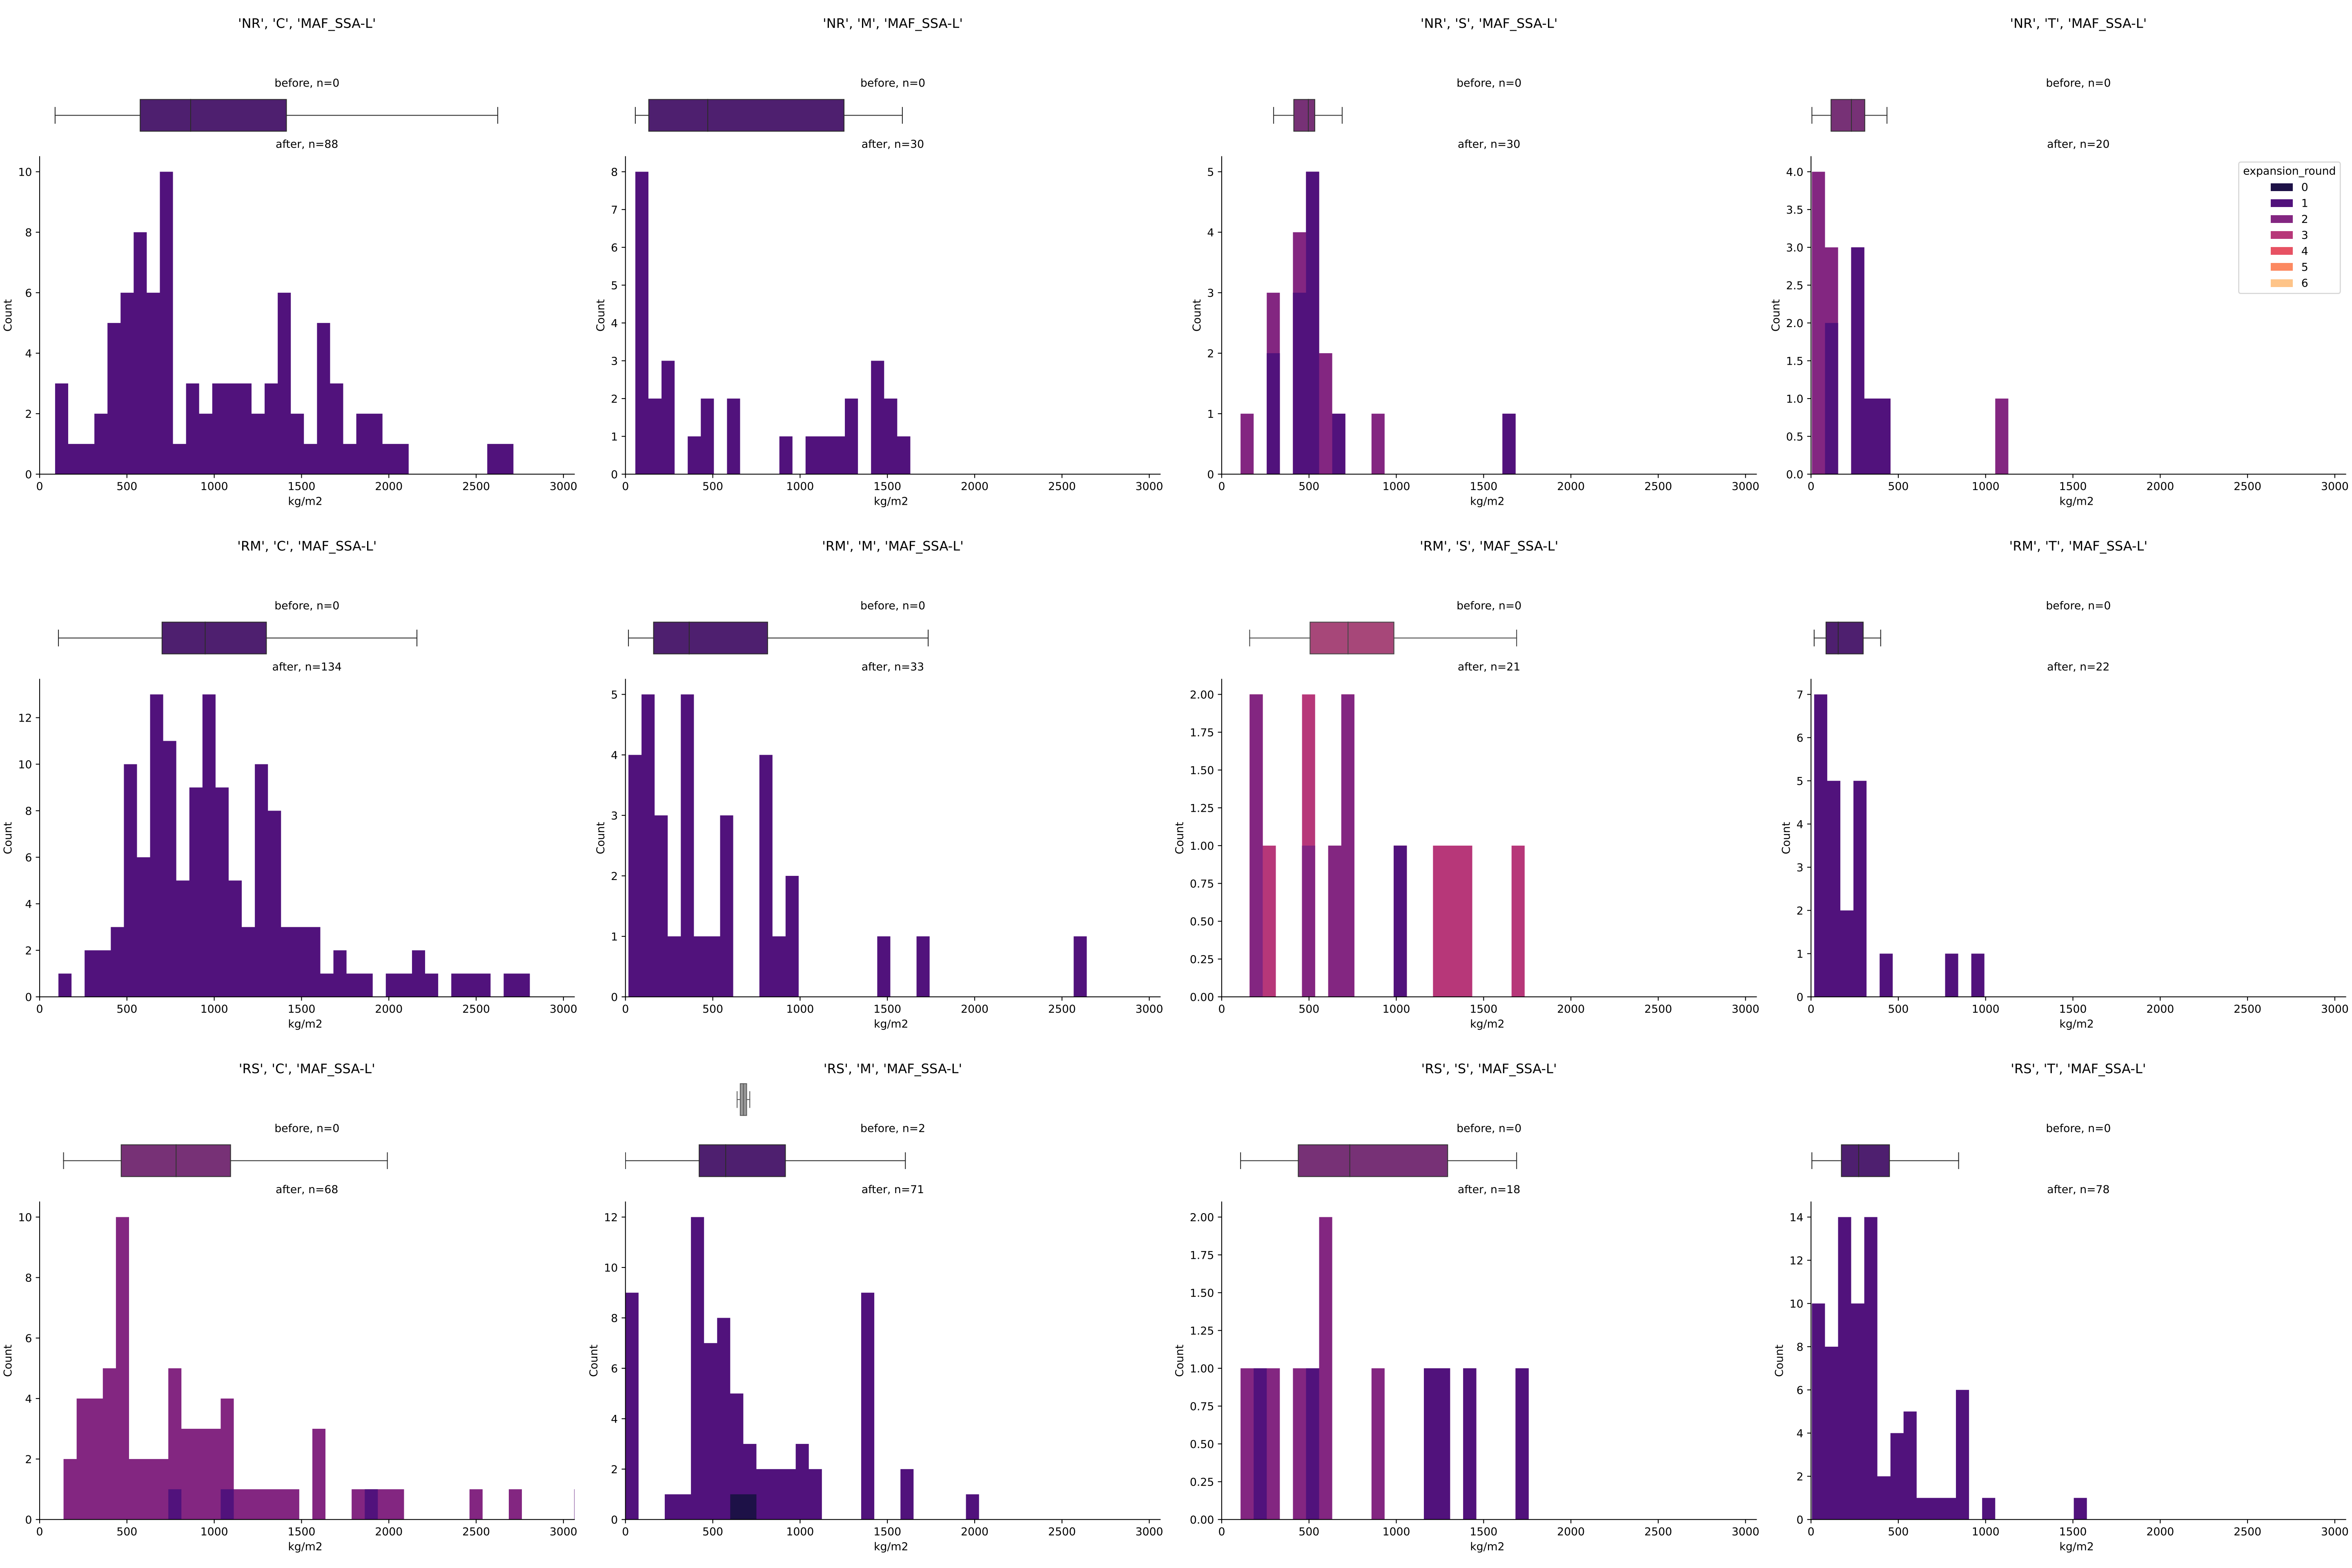 'NR', 'C', 'MAF_SSA-L'
before, n=0
after, n=88
Count
10
8
6
4
2
0
0 500 1000 1500 2000 2500 3000
kg/m2
'NR', 'M', 'MAF_SSA-L'
before, n=0
after, n=30
Count
8
7
6
5
4
3
2
1
0
0 500 1000 1500 2000 2500 3000
kg/m2
'NR', 'S', 'MAF_SSA-L'
before, n=0
after, n=30
Count
5
4
3
2
1
0
0 500 1000 1500 2000 2500 3000
kg/m2
'NR', 'T', 'MAF_SSA-L'
before, n=0
after, n=20
Count
4.0
3.5
3.0
2.5
2.0
1.5
1.0
0.5
0.0
0 500 1000 1500 2000 2500 3000
kg/m2
expansion_round
0
1
2
3
4
5
6
'RM', 'C', 'MAF_SSA-L'
before, n=0
after, n=134
Count
12
10
8
6
4
2
0
0 500 1000 1500 2000 2500 3000
kg/m2
'RM', 'M', 'MAF_SSA-L'
before, n=0
after, n=33
Count
5
4
3
2
1
0
0 500 1000 1500 2000 2500 3000
kg/m2
'RM', 'S', 'MAF_SSA-L'
before, n=0
after, n=21
Count
2.00
1.75
1.50
1.25
1.00
0.75
0.50
0.25
0.00
0 500 1000 1500 2000 2500 3000
kg/m2
'RM', 'T', 'MAF_SSA-L'
before, n=0
after, n=22
Count
7
6
5
4
3
2
1
0
0 500 1000 1500 2000 2500 3000
kg/m2
'RS', 'C', 'MAF_SSA-L'
before, n=0
after, n=68
Count
10
8
6
4
2
0
0 500 1000 1500 2000 2500 3000
kg/m2
'RS', 'M', 'MAF_SSA-L'
before, n=2
after, n=71
Count
12
10
8
6
4
2
0
0 500 1000 1500 2000 2500 3000
kg/m2
'RS', 'S', 'MAF_SSA-L'
before, n=0
after, n=18
Count
2.00
1.75
1.50
1.25
1.00
0.75
0.50
0.25
0.00
0 500 1000 1500 2000 2500 3000
kg/m2
'RS', 'T', 'MAF_SSA-L'
before, n=0
after, n=78
Count
14
12
10
8
6
4
2
0
0 500 1000 1500 2000 2500 3000
kg/m2